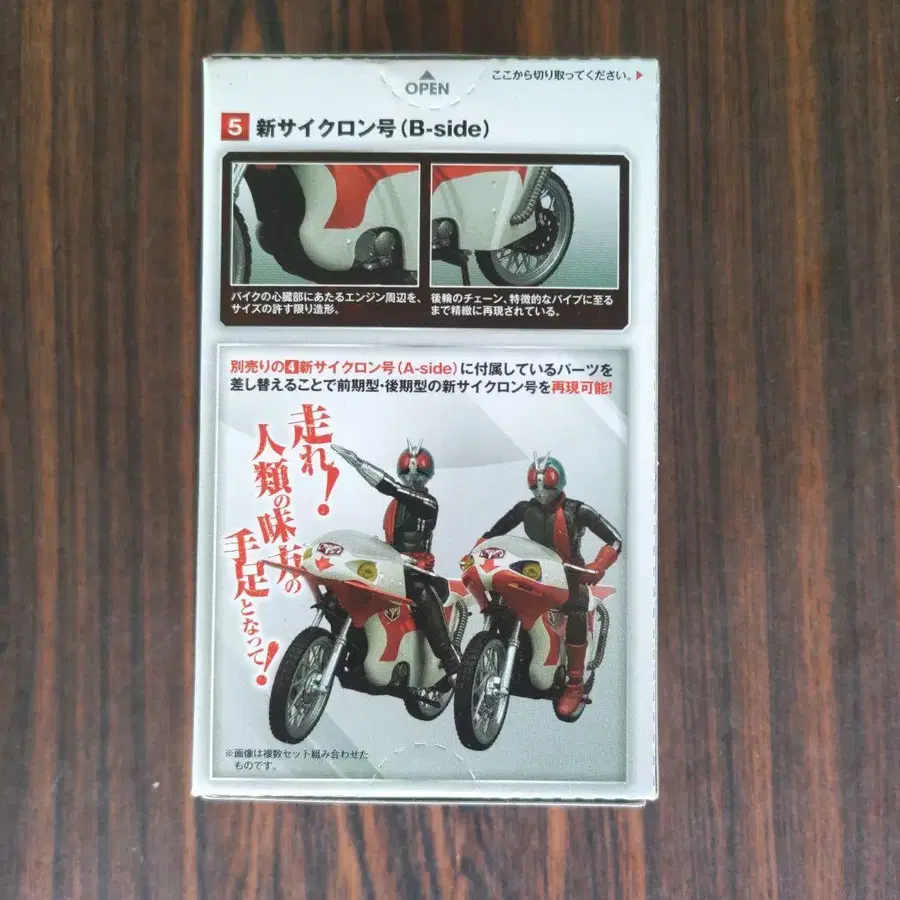 OPEN
ここから切り取ってください。
5 新サイクロン号(B-side)
バイクの心臓部にあたるエンジン周辺を、
サイズの許す限り造形。
後輪のチェーン、特徴的なパイプに至る
まで精緻に再現されている。
別売りの4新サイクロン号(A-side)に付属しているパーツを
差し替えることで前期型・後期型の新サイクロン号を再現可能!
走れ!
人類の味方の
手足となって!
※画像は複数セット組み合わせた
ものです。